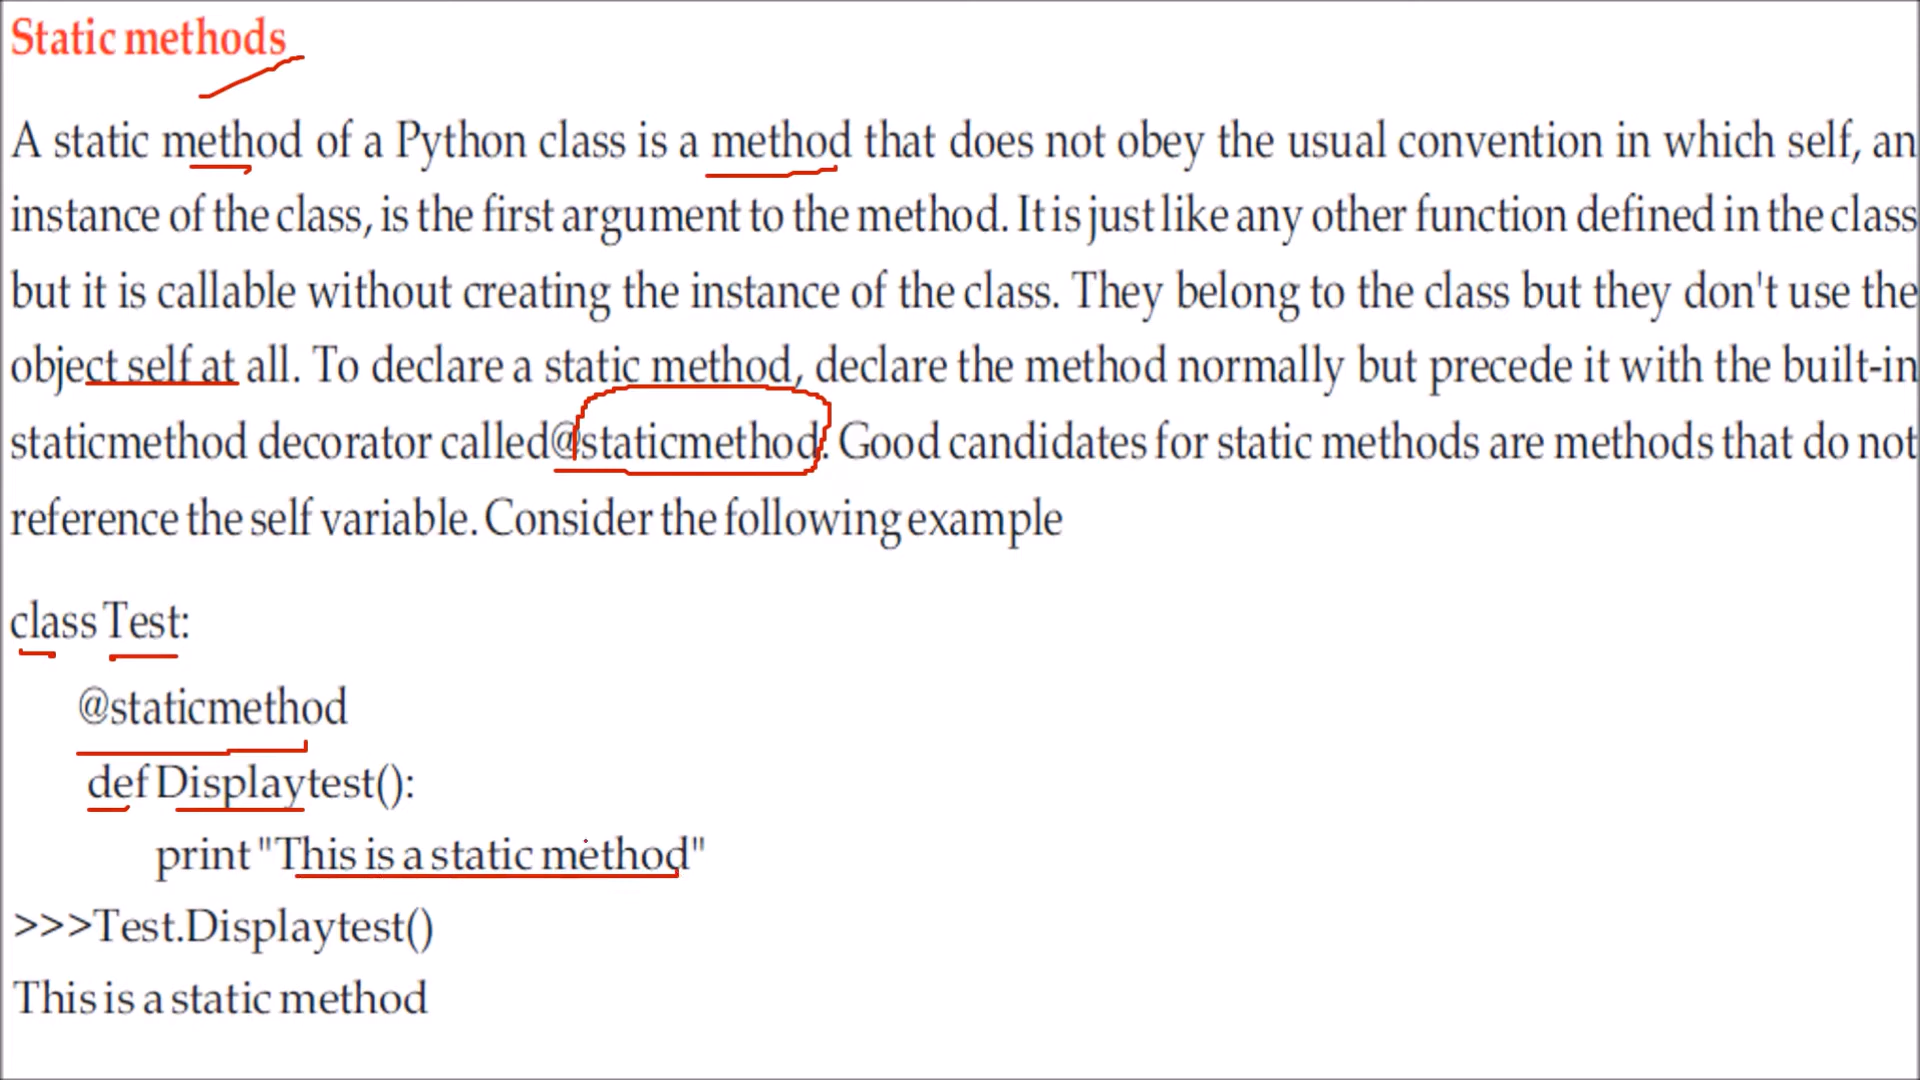 Static methods
A static method of a Python class is a method that does not obey the usual convention in which self, an
instance of the class, is the first argument to the method. It is just like any other function defined in the class
but it is callable without creating the instance of the class. They belong to the class but they don't use the
object self at all. To declare a static method, declare the method normally but precede it with the built-in
staticmethod decorator called@staticmethod. Good candidates for static methods are methods that do not
reference the self variable. Consider the following example
class Test:
@staticmethod
def Displaytest():
print "This is a static method"
>>>Test.Displaytest()
This is a static method